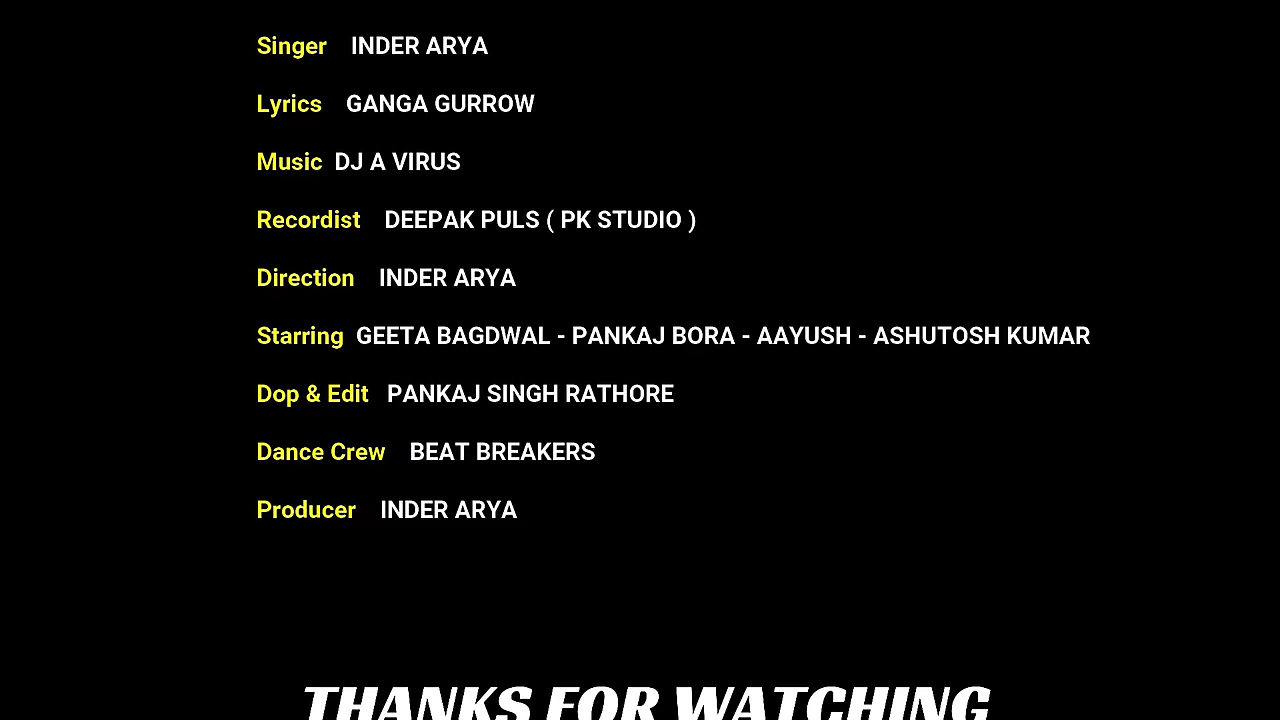 Singer INDER ARYA
Lyrics GANGA GURROW
Music DJ A VIRUS
Recordist DEEPAK PULS ( PK STUDIO )
Direction INDER ARYA
Starring GEETA BAGDWAL - PANKAJ BORA - AAYUSH - ASHUTOSH KUMAR
Dop & Edit PANKAJ SINGH RATHORE
Dance Crew BEAT BREAKERS
Producer INDER ARYA
THANKS FOR WATCHING